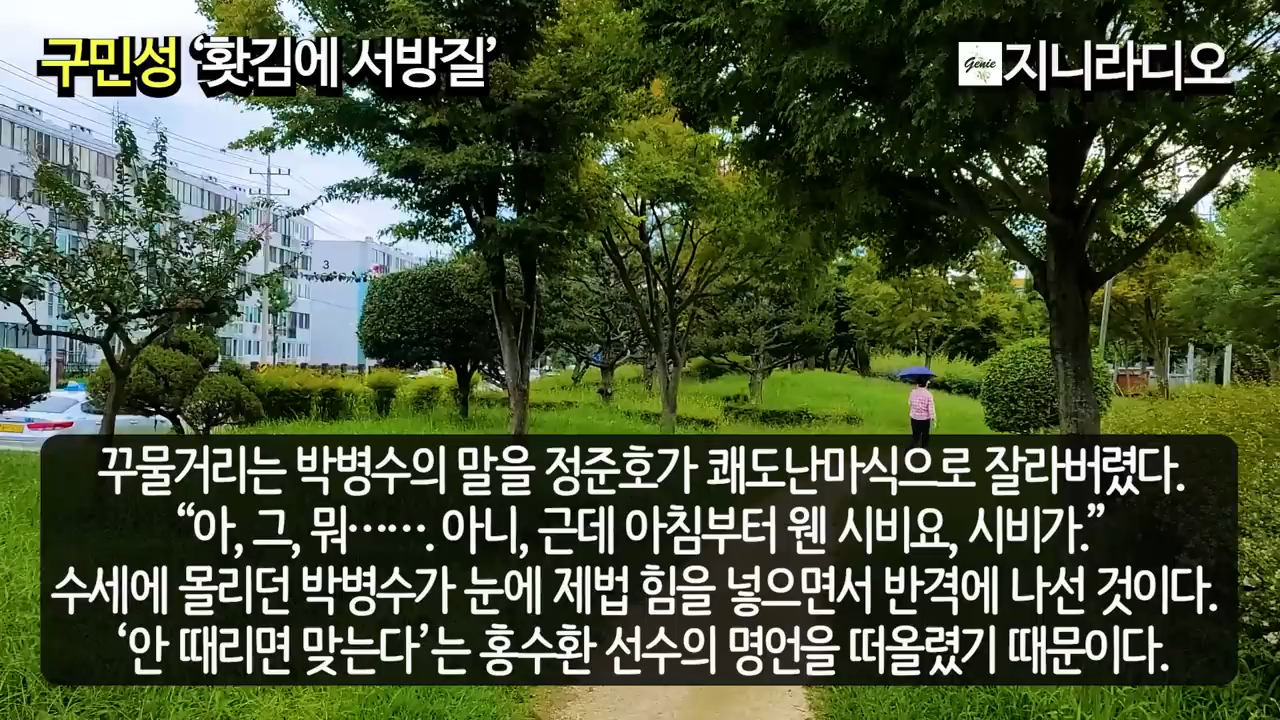 구민성 ‘홧김에 서방질’
Genie 지니라디오
3
꾸물거리는 박병수의 말을 정준호가 쾌도난마식으로 잘라버렸다.
“아, 그, 뭐……. 아니, 근데 아침부터 웬 시비요, 시비가.”
수세에 몰리던 박병수가 눈에 제법 힘을 넣으면서 반격에 나선 것이다.
‘안 때리면 맞는다’는 홍수환 선수의 명언을 떠올렸기 때문이다.